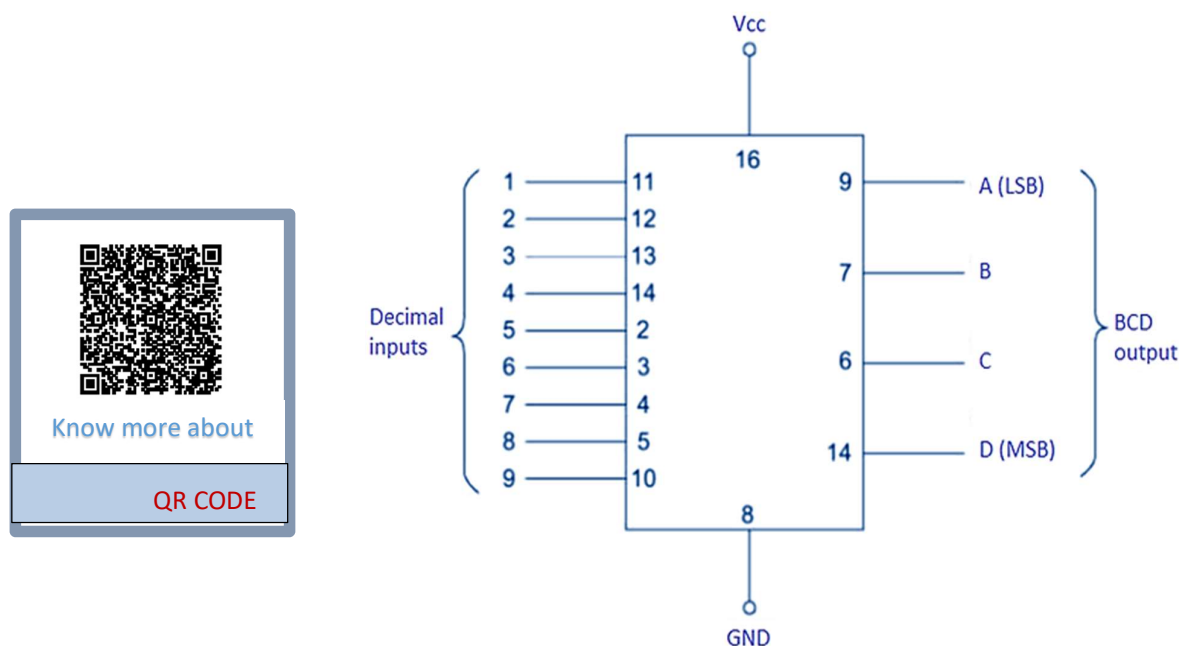 Know more about
QR CODE
Vcc
16
Decimal
inputs
1 11
2 12
3 13
4 14
5 2
6 3
7 4
8 5
9 10
9 A (LSB)
7 B
6 C
14 D (MSB)
BCD
output
8
GND